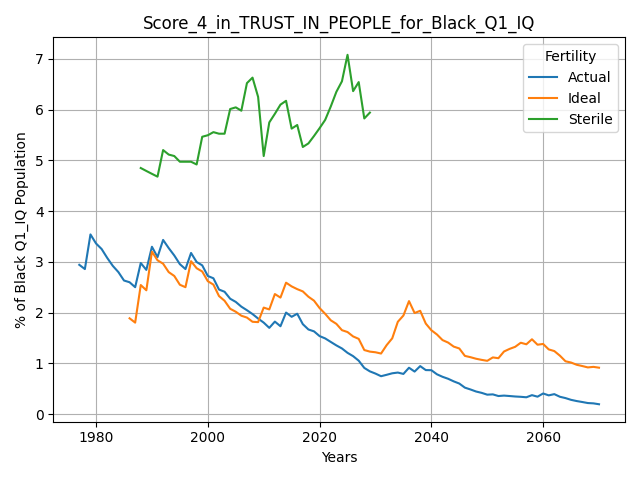 Score_4_in_TRUST_IN_PEOPLE_for_Black_Q1_IQ
Fertility
Actual
Ideal
Sterile
% of Black Q1_IQ Population
7
6
5
4
3
2
1
0
1980 2000 2020 2040 2060
Years